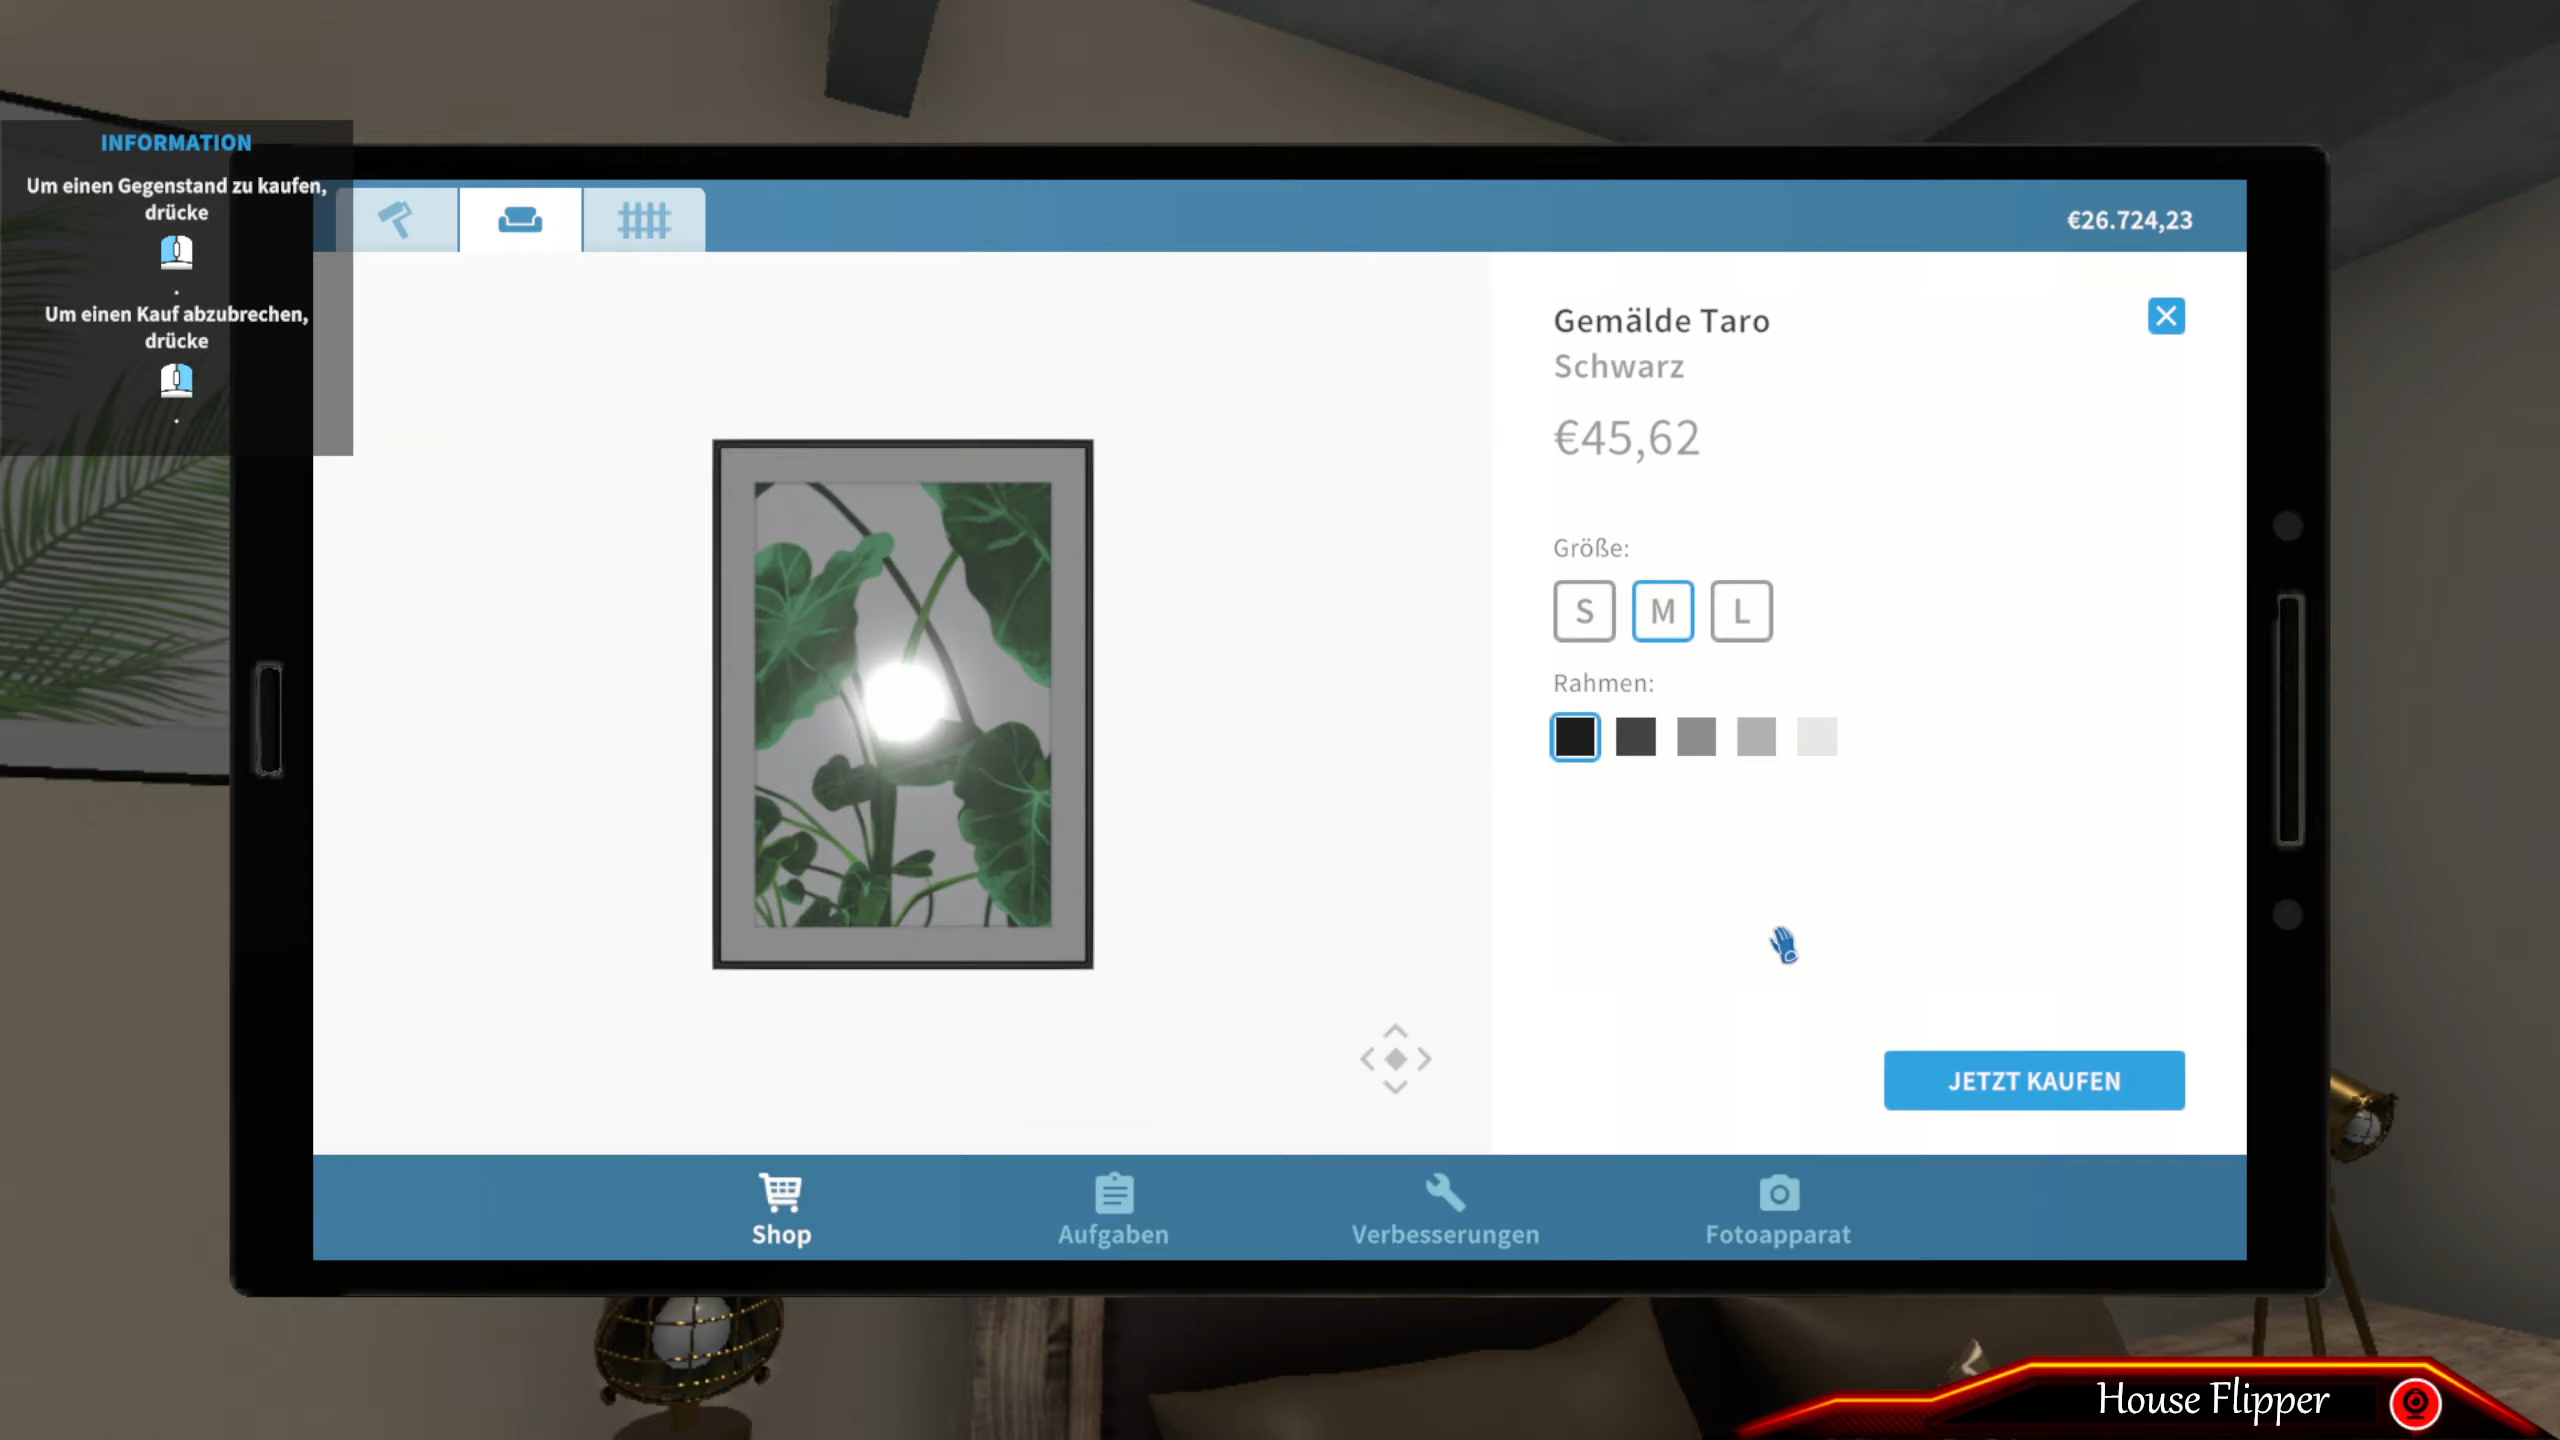 INFORMATION
Um einen Gegenstand zu kaufen,
drücke
.
Um einen Kauf abzubrechen,
drücke
.
€26.724,23
Gemälde Taro
Schwarz
€45,62
Größe:
S M L
Rahmen:
JETZT KAUFEN
Shop
Aufgaben
Verbesserungen
Fotoapparat
House Flipper